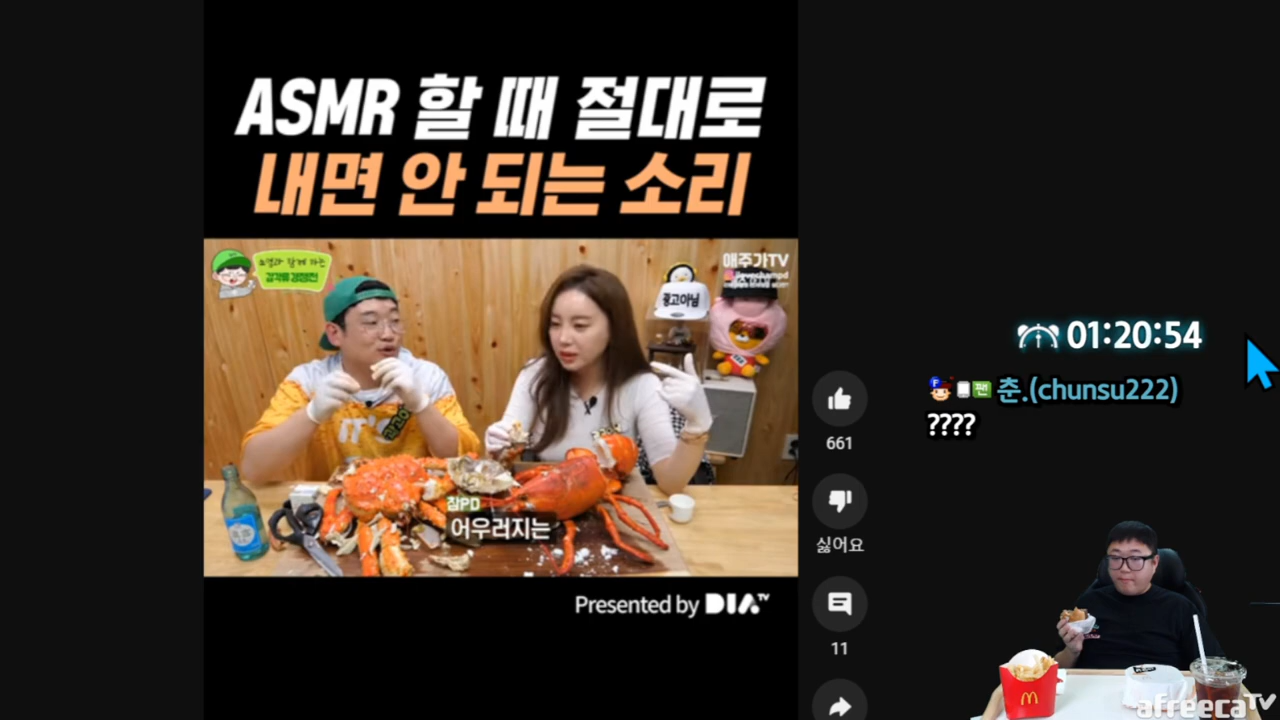 ASMR 할 때 절대로
내면 안 되는 소리
애주가TV
광고아님
참PD
어우러지는
Presented by DIA TV
661
싫어요
11
01:20:54
팬 춘.(chunsu222)
????
afreecaTV